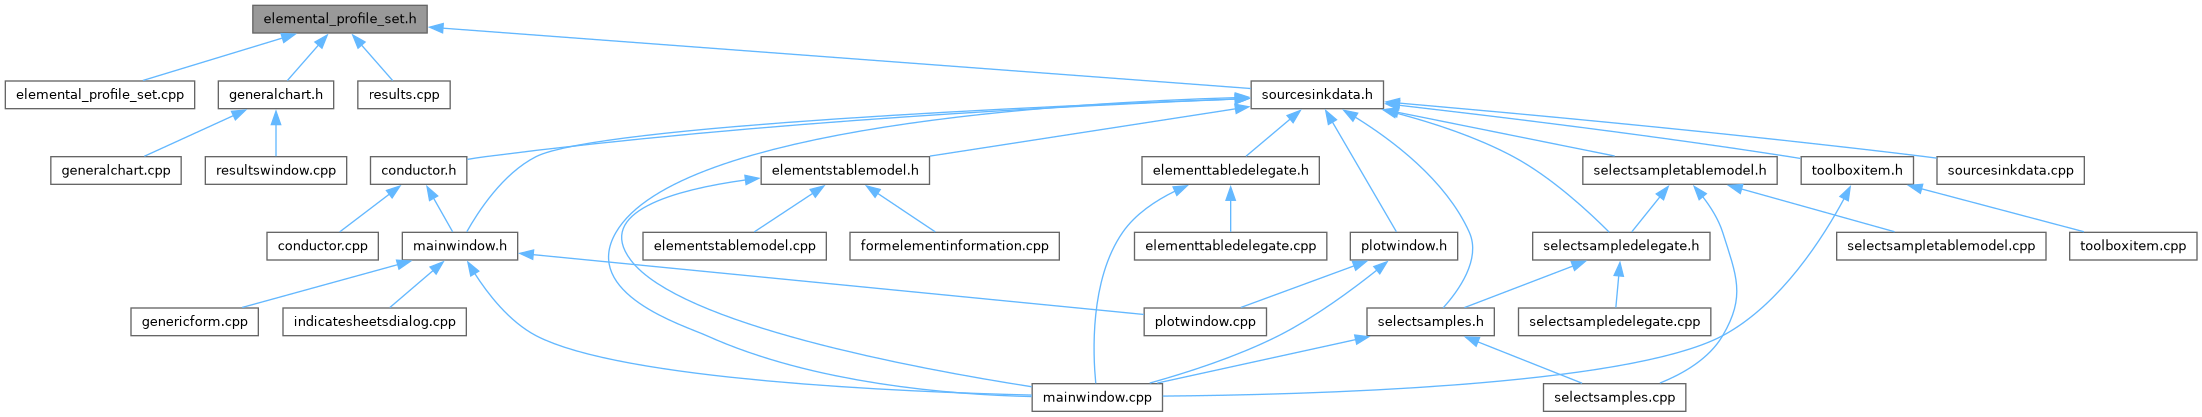 elemental_profile_set.h
elemental_profile_set.cpp
generalchart.h
results.cpp
sourcesinkdata.h
generalchart.cpp
resultswindow.cpp
conductor.h
elementstablemodel.h
elementtabledelegate.h
selectsampletablemodel.h
toolboxitem.h
sourcesinkdata.cpp
conductor.cpp
mainwindow.h
elementstablemodel.cpp
formelementinformation.cpp
elementtabledelegate.cpp
plotwindow.h
selectsampledelegate.h
selectsampletablemodel.cpp
toolboxitem.cpp
genericform.cpp
indicatesheetsdialog.cpp
plotwindow.cpp
selectsamples.h
selectsampledelegate.cpp
mainwindow.cpp
selectsamples.cpp